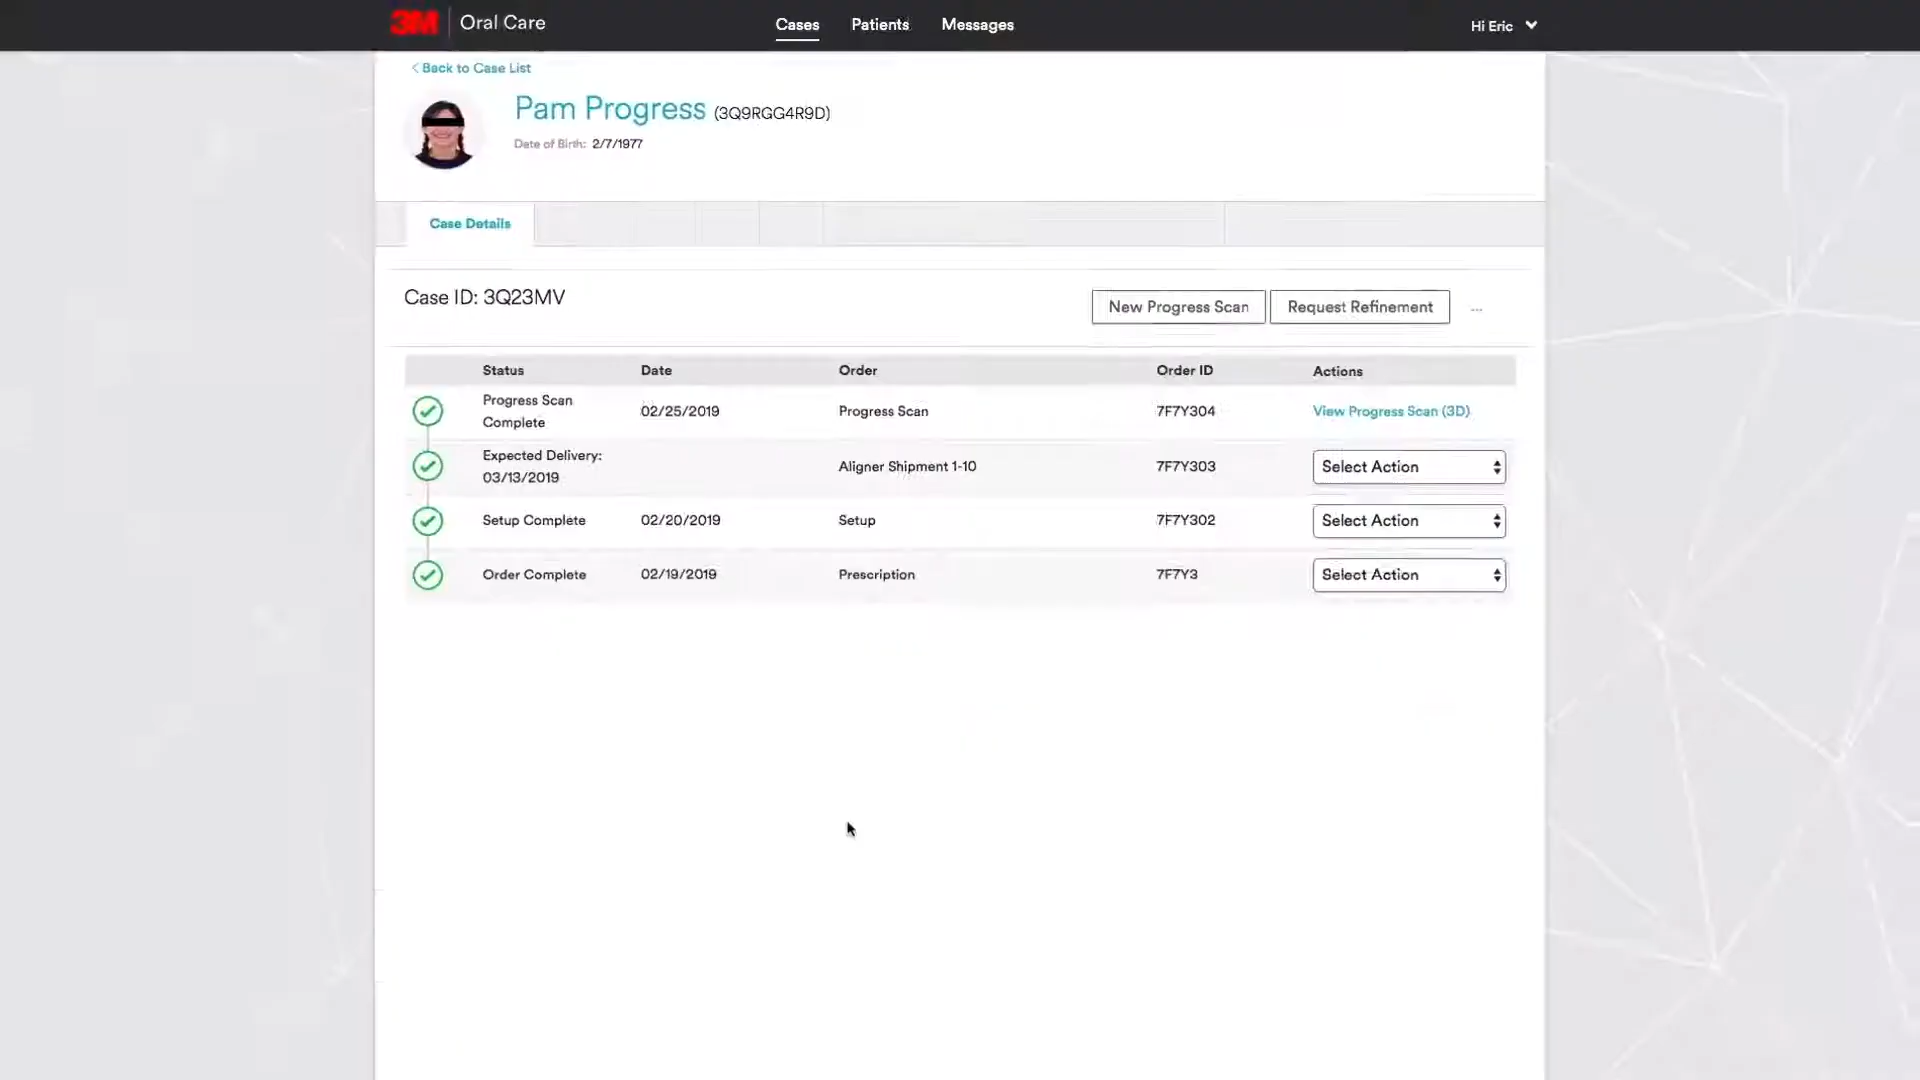 3M Oral Care Cases Patients Messages Hi Eric
Back to Case List
Pam Progress (3Q9RGG4R9D)
Date of Birth: 2/7/1977
Case Details
Case ID: 3Q23MV
New Progress Scan
Request Refinement
...
Status Date Order Order ID Actions
Progress Scan
Complete
02/25/2019 Progress Scan 7F7Y304 View Progress Scan (3D)
Expected Delivery:
03/13/2019
Aligner Shipment 1-10 7F7Y303 Select Action
Setup Complete 02/20/2019 Setup 7F7Y302 Select Action
Order Complete 02/19/2019 Prescription 7F7Y3 Select Action